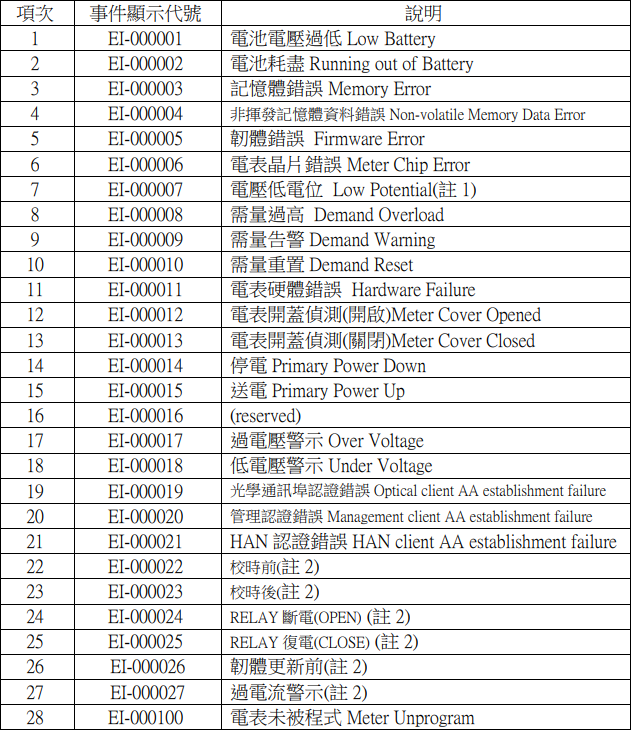 項次 事件顯示代號 說明
1 EI-000001 電池電壓過低 Low Battery
2 EI-000002 電池耗盡 Running out of Battery
3 EI-000003 記憶體錯誤 Memory Error
4 EI-000004 非揮發記憶體資料錯誤 Non-volatile Memory Data Error
5 EI-000005 韌體錯誤 Firmware Error
6 EI-000006 電表晶片錯誤 Meter Chip Error
7 EI-000007 電壓低電位 Low Potential(註 1)
8 EI-000008 需量過高 Demand Overload
9 EI-000009 需量告警 Demand Warning
10 EI-000010 需量重置 Demand Reset
11 EI-000011 電表硬體錯誤 Hardware Failure
12 EI-000012 電表開蓋偵測(開啟)Meter Cover Opened
13 EI-000013 電表開蓋偵測(關閉)Meter Cover Closed
14 EI-000014 停電 Primary Power Down
15 EI-000015 送電 Primary Power Up
16 EI-000016 (reserved)
17 EI-000017 過電壓警示 Over Voltage
18 EI-000018 低電壓警示 Under Voltage
19 EI-000019 光學通訊埠認證錯誤 Optical client AA establishment failure
20 EI-000020 管理認證錯誤 Management client AA establishment failure
21 EI-000021 HAN 認證錯誤 HAN client AA establishment failure
22 EI-000022 校時前(註 2)
23 EI-000023 校時後(註 2)
24 EI-000024 RELAY 斷電(OPEN) (註 2)
25 EI-000025 RELAY 復電(CLOSE) (註 2)
26 EI-000026 韌體更新前(註 2)
27 EI-000027 過電流警示(註 2)
28 EI-000100 電表未被程式 Meter Unprogram